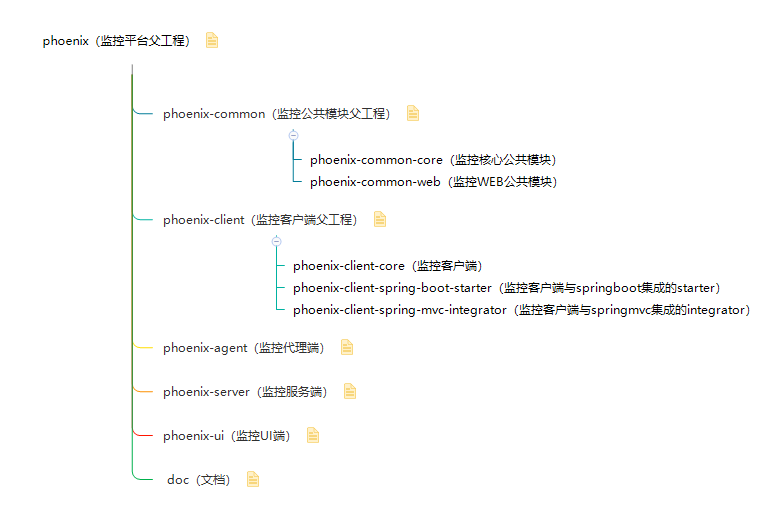 phoenix（监控平台父工程）
phoenix-common（监控公共模块父工程）
phoenix-common-core（监控核心公共模块）
phoenix-common-web（监控WEB公共模块）
phoenix-client（监控客户端父工程）
phoenix-client-core（监控客户端）
phoenix-client-spring-boot-starter（监控客户端与springboot集成的starter）
phoenix-client-spring-mvc-integrator（监控客户端与springmvc集成的integrator）
phoenix-agent（监控代理端）
phoenix-server（监控服务端）
phoenix-ui（监控UI端）
doc（文档）